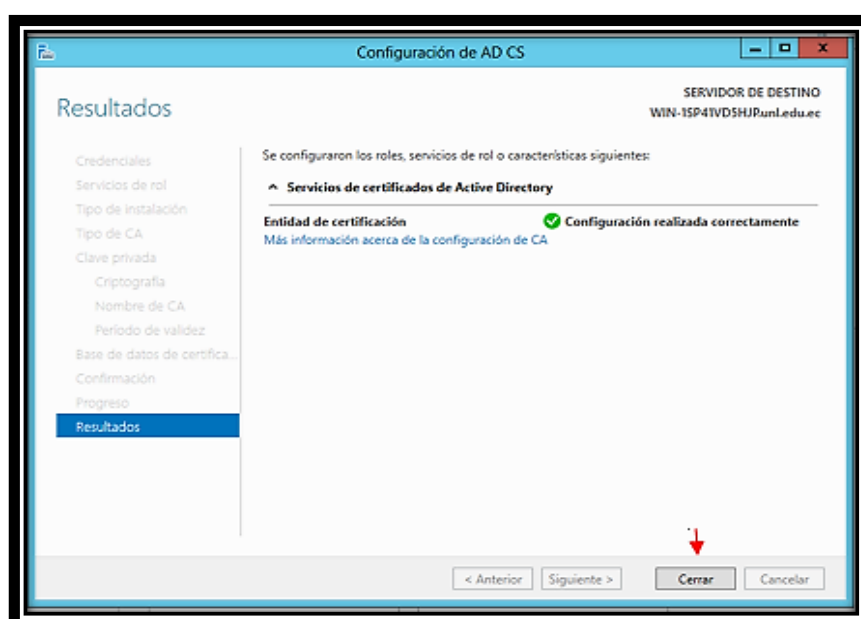 Configuración de AD CS
Resultados
SERVIDOR DE DESTINO
WIN-1SP41VD5HJP.unl.edu.ec
Credenciales
Servicios de rol
Tipo de instalación
Tipo de CA
Clave privada
Criptografía
Nombre de CA
Período de validez
Base de datos de certifica...
Confirmación
Progreso
Resultados
Se configuraron los roles, servicios de rol o características siguientes:
Servicios de certificados de Active Directory
Entidad de certificación Configuración realizada correctamente
Más información acerca de la configuración de CA
< Anterior Siguiente > Cerrar Cancelar